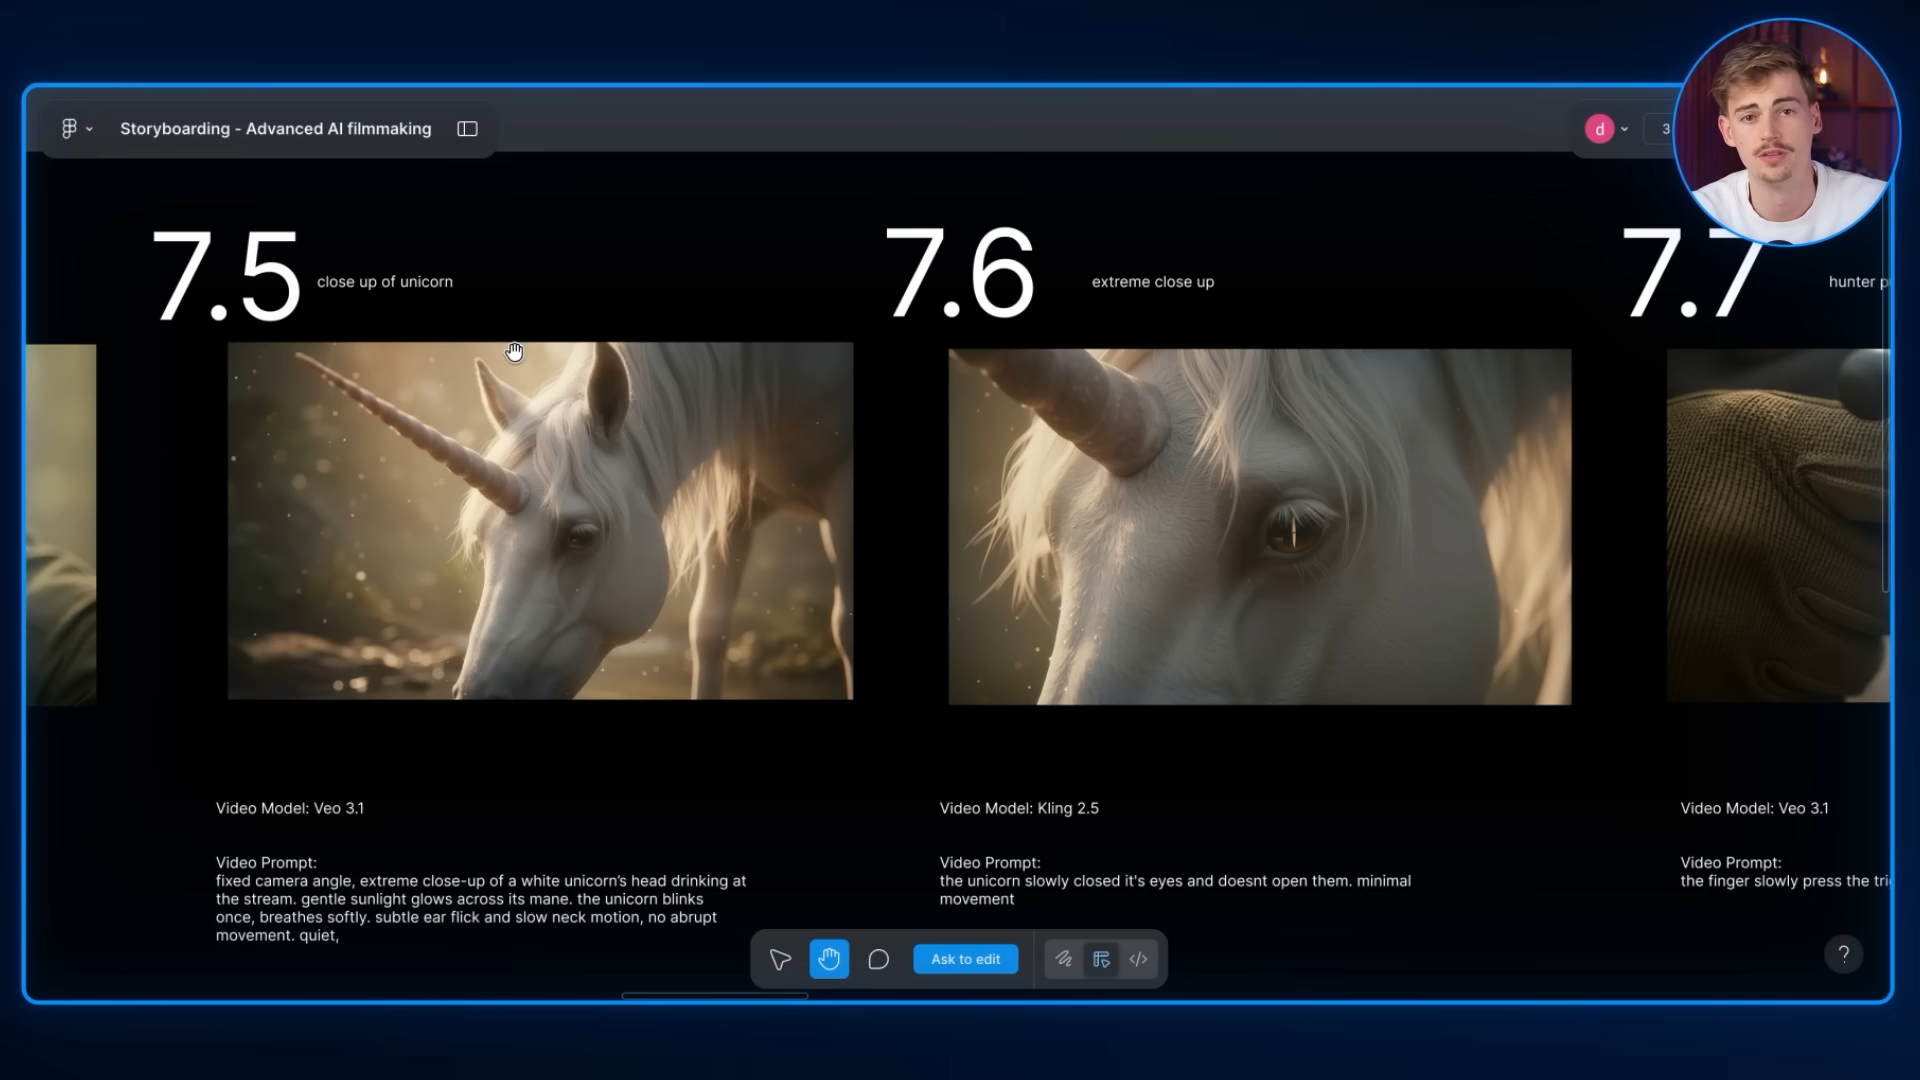 Storyboarding - Advanced AI filmmaking
d
3
7.5
close up of unicorn
7.6
extreme close up
7.7
hunter
Video Model: Veo 3.1
Video Prompt:
fixed camera angle, extreme close-up of a white unicorn's head drinking at
the stream. gentle sunlight glows across its mane. the unicorn blinks
once, breathes softly. subtle ear flick and slow neck motion, no abrupt
movement. quiet,
Video Model: Kling 2.5
Video Prompt:
the unicorn slowly closed it's eyes and doesnt open them. minimal
movement
Video Model: Veo 3.1
Video Prompt:
the finger slowly press the
Ask to edit
?